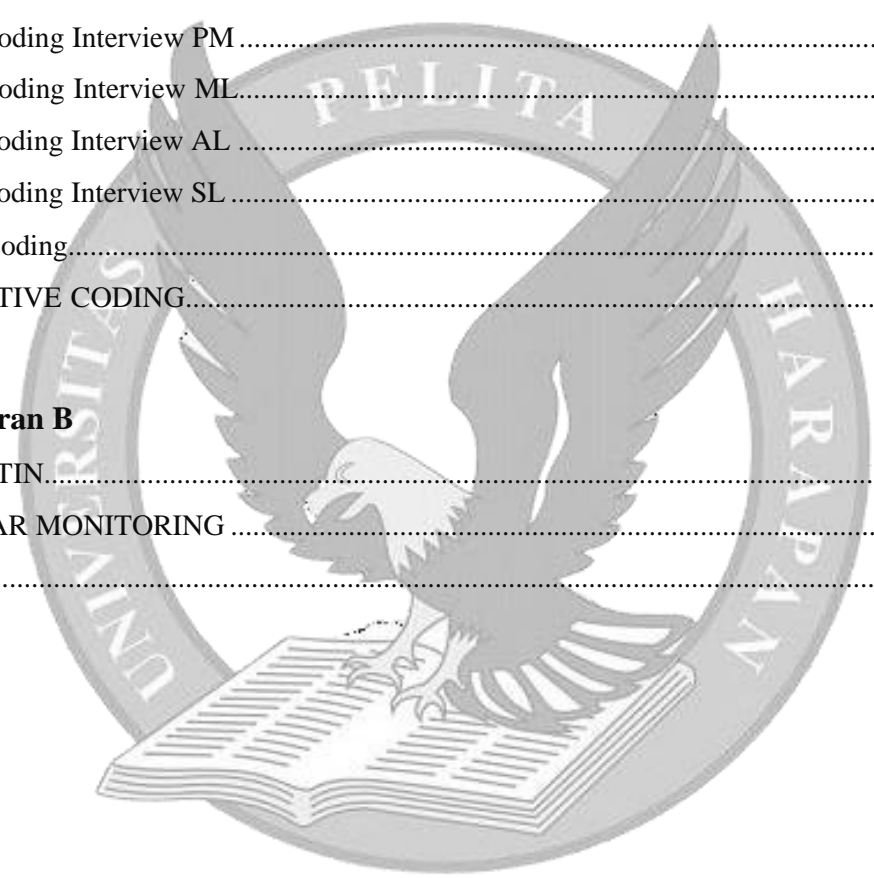 oding Interview PM ................................................................
oding Interview ML................................................................
oding Interview AL ................................................................
oding Interview SL ................................................................
oding................................................................
TIVE CODING................................................................
ran B
TIN................................................................
AR MONITORING ................................................................
................................................................
UNIVERSITAS PELITA HARAPAN